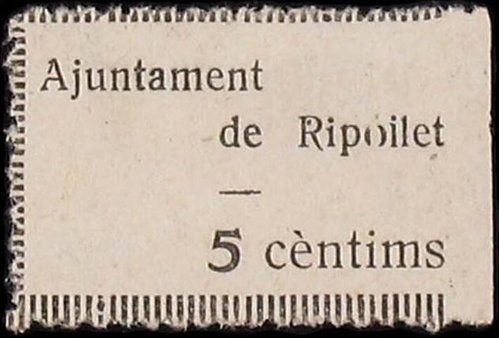 Ajuntament
de Ripoilet
—
5 cèntims